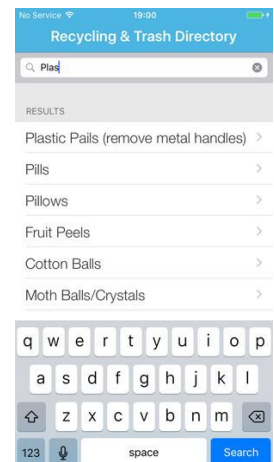 No Service 19:00
Recycling & Trash Directory
Plas
RESULTS
Plastic Pails (remove metal handles)
Pills
Pillows
Fruit Peels
Cotton Balls
Moth Balls/Crystals
q w e r t y u i o p
a s d f g h j k l
z x c v b n m
123 space Search